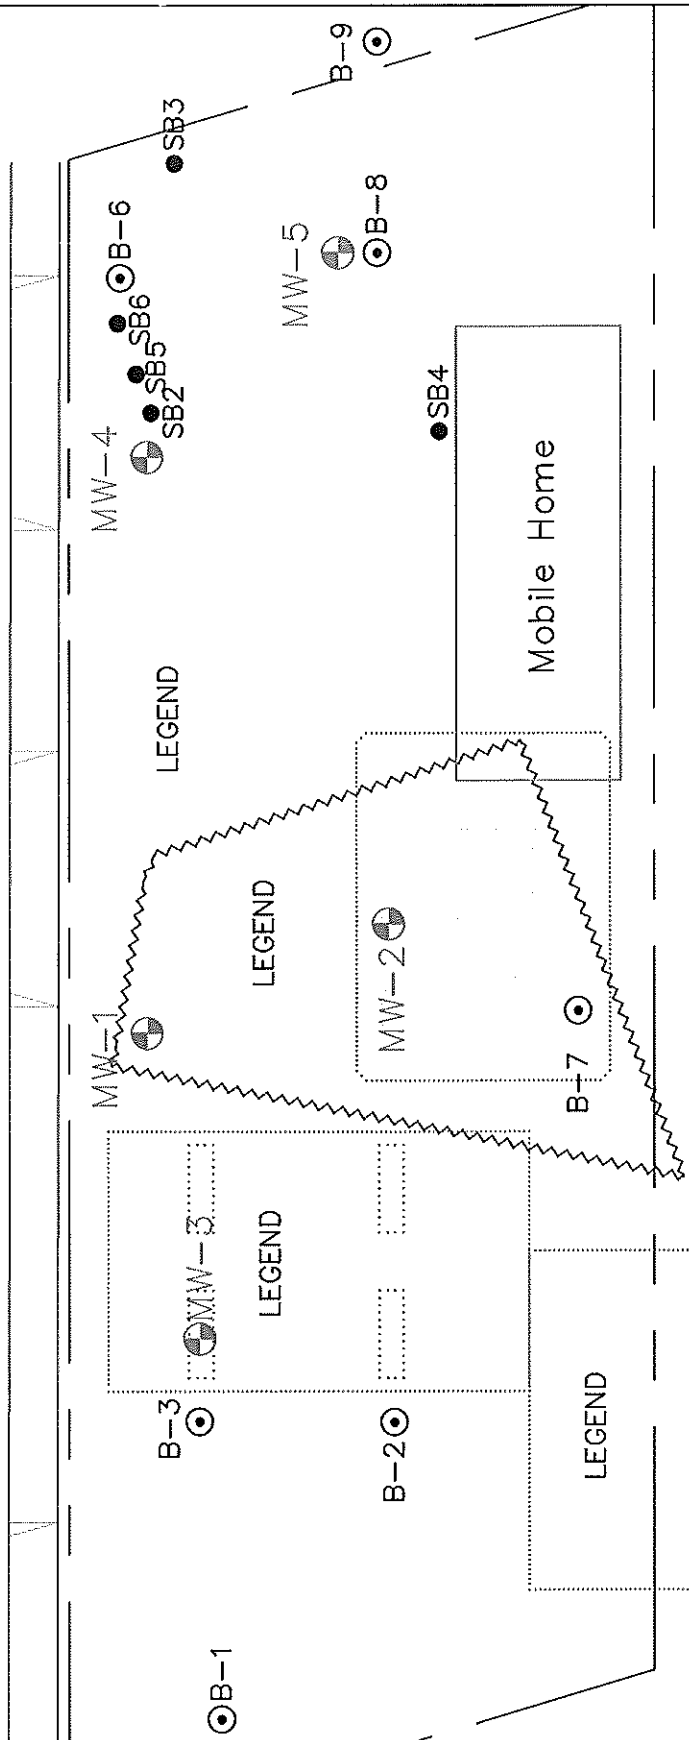 B-9
SB3
B-6
SB6
SB5
SB2
MW-4
MW-5
B-8
SB4
Mobile Home
LEGEND
LEGEND
MW-1
MW-2
B-7
MW-3
LEGEND
B-3
B-2
LEGEND
B-1